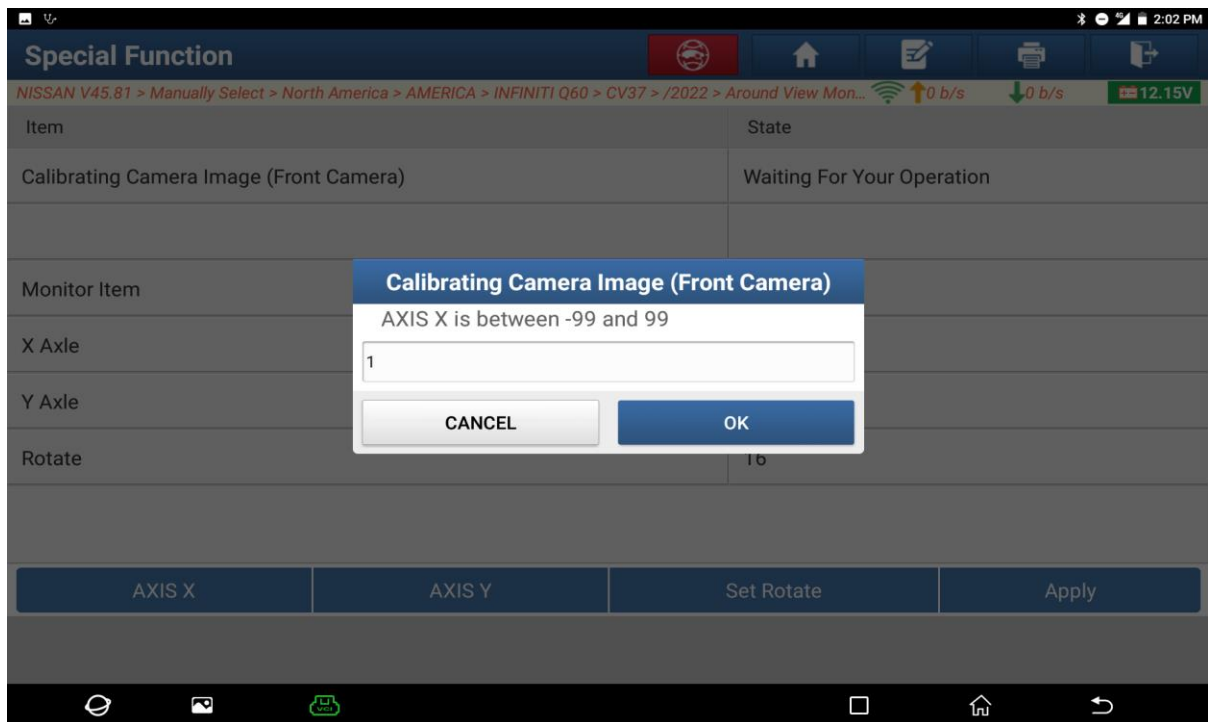 4G
2:02 PM
Special Function
NISSAN V45.81 > Manually Select > North America > AMERICA > INFINITI Q60 > CV37 > /2022 > Around View Mon...
0 b/s
0 b/s
12.15V
Item
State
Calibrating Camera Image (Front Camera)
Waiting For Your Operation
Calibrating Camera Image (Front Camera)
Monitor Item
AXIS X is between -99 and 99
X Axle
1
Y Axle
CANCEL
OK
Rotate
16
AXIS X
AXIS Y
Set Rotate
Apply
VCI